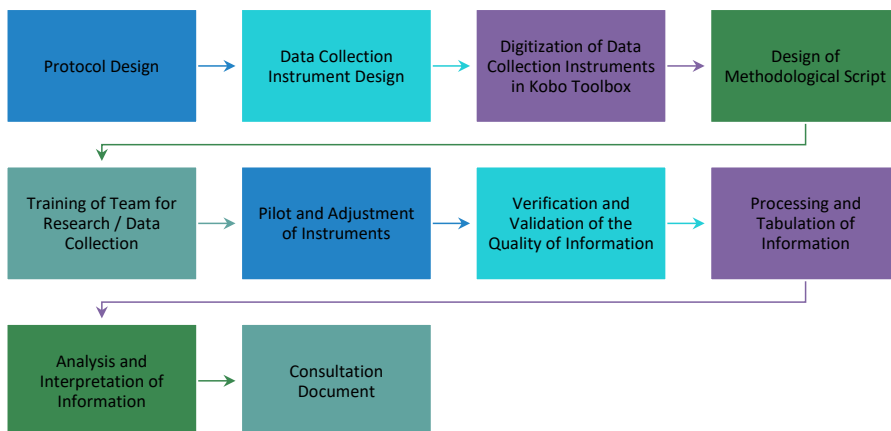 Protocol Design
Data Collection
Instrument Design
Digitization of Data
Collection Instruments
in Kobo Toolbox
Design of
Methodological Script
Training of Team for
Research / Data
Collection
Pilot and Adjustment
of Instruments
Verification and
Validation of the
Quality of Information
Processing and
Tabulation of
Information
Analysis and
Interpretation of
Information
Consultation
Document